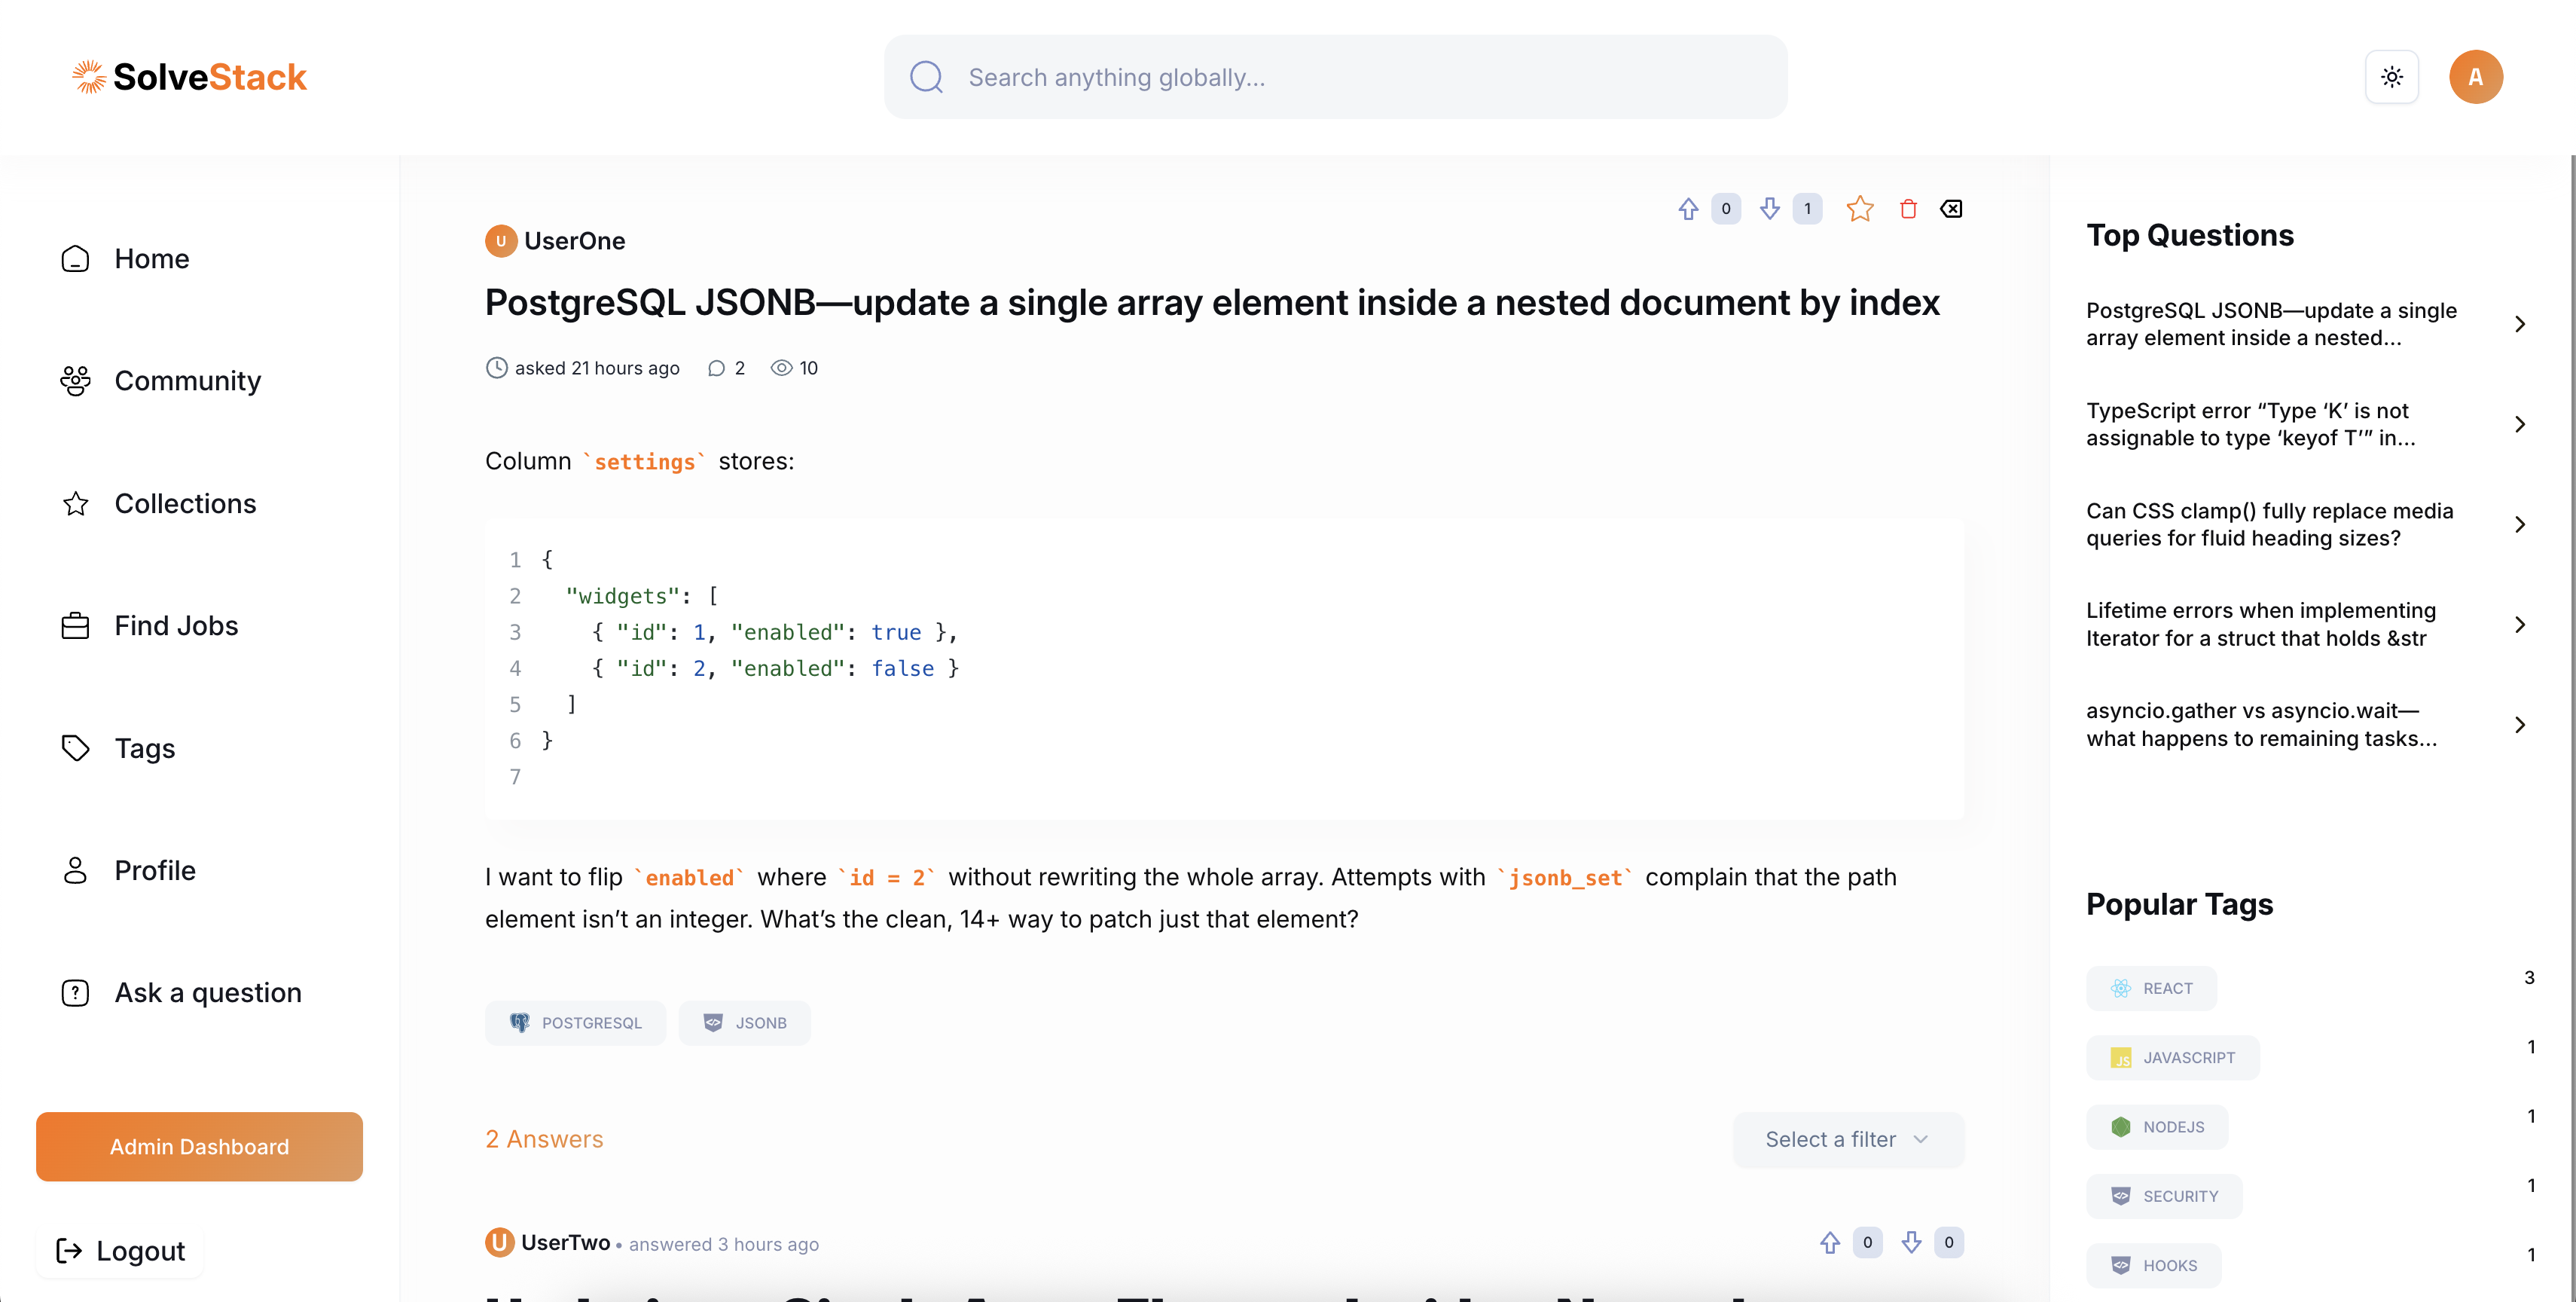 SolveStack
Search anything globally...
A
Home
Community
Collections
Find Jobs
Tags
Profile
Ask a question
Admin Dashboard
Logout
0 1
U UserOne
PostgreSQL JSONB—update a single array element inside a nested document by index
asked 21 hours ago 2 10
Column `settings` stores:
1 {
2   "widgets": [
3     { "id": 1, "enabled": true },
4     { "id": 2, "enabled": false }
5   ]
6 }
7
I want to flip `enabled` where `id = 2` without rewriting the whole array. Attempts with `jsonb_set` complain that the path
element isn’t an integer. What’s the clean, 14+ way to patch just that element?
POSTGRESQL JSONB
2 Answers
Select a filter
U UserTwo • answered 3 hours ago
0 0
Top Questions
PostgreSQL JSONB—update a single
array element inside a nested...
TypeScript error “Type ‘K’ is not
assignable to type ‘keyof T’” in...
Can CSS clamp() fully replace media
queries for fluid heading sizes?
Lifetime errors when implementing
Iterator for a struct that holds &str
asyncio.gather vs asyncio.wait—
what happens to remaining tasks...
Popular Tags
REACT 3
JS JAVASCRIPT 1
NODEJS 1
SECURITY 1
HOOKS 1